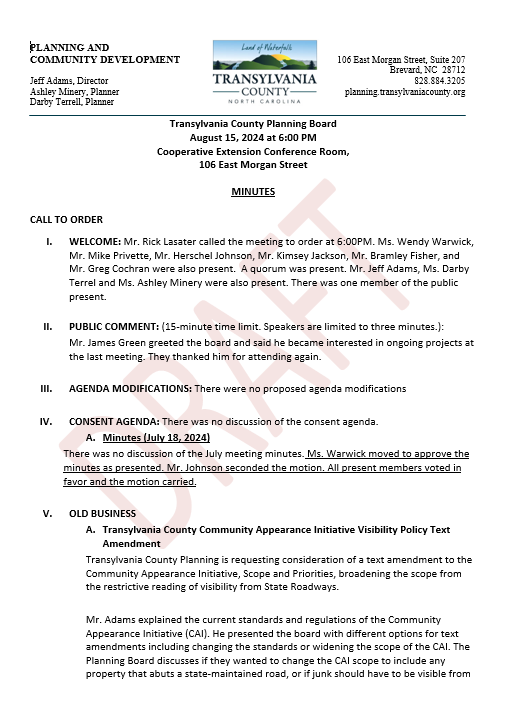 PLANNING AND
COMMUNITY DEVELOPMENT
Jeff Adams, Director
Ashley Minery, Planner
Darby Terrell, Planner
Land of Waterfalls
TRANSYLVANIA
COUNTY
NORTH CAROLINA
106 East Morgan Street, Suite 207
Brevard, NC 28712
828.884.3205
planning.transylvaniacounty.org
Transylvania County Planning Board
August 15, 2024 at 6:00 PM
Cooperative Extension Conference Room,
106 East Morgan Street
MINUTES
CALL TO ORDER
I. WELCOME: Mr. Rick Lasater called the meeting to order at 6:00PM. Ms. Wendy Warwick,
Mr. Mike Privette, Mr. Herschel Johnson, Mr. Kimsey Jackson, Mr. Bramley Fisher, and
Mr. Greg Cochran were also present. A quorum was present. Mr. Jeff Adams, Ms. Darby
Terrel and Ms. Ashley Minery were also present. There was one member of the public
present.
II. PUBLIC COMMENT: (15-minute time limit. Speakers are limited to three minutes.):
Mr. James Green greeted the board and said he became interested in ongoing projects at
the last meeting. They thanked him for attending again.
III. AGENDA MODIFICATIONS: There were no proposed agenda modifications
IV. CONSENT AGENDA: There was no discussion of the consent agenda.
A. Minutes (July 18, 2024)
There was no discussion of the July meeting minutes. Ms. Warwick moved to approve the
minutes as presented. Mr. Johnson seconded the motion. All present members voted in
favor and the motion carried.
V. OLD BUSINESS
A. Transylvania County Community Appearance Initiative Visibility Policy Text
Amendment
Transylvania County Planning is requesting consideration of a text amendment to the
Community Appearance Initiative, Scope and Priorities, broadening the scope from
the restrictive reading of visibility from State Roadways.
Mr. Adams explained the current standards and regulations of the Community
Appearance Initiative (CAI). He presented the board with different options for text
amendments including changing the standards or widening the scope of the CAI. The
Planning Board discusses if they wanted to change the CAI scope to include any
property that abuts a state-maintained road, or if junk should have to be visible from
DRAFT